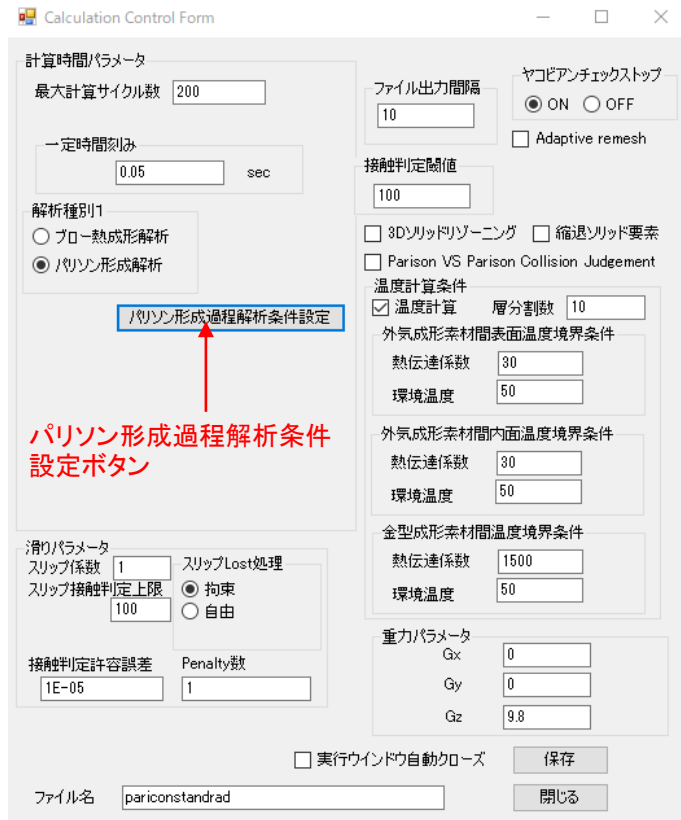 Calculation Control Form
計算時間パラメータ
最大計算サイクル数 200
一定時間刻み
0.05 sec
解析種別1
ブロー熱成形解析
パリソン形成解析
パリソン形成過程解析条件設定
パリソン形成過程解析条件
設定ボタン
滑りパラメータ
スリップ係数 1
スリップ接触判定上限
100
スリップLost処理
拘束
自由
接触判定許容誤差 Penalty数
1E-05 1
ファイル出力間隔
10
ヤコビアンチェックストップ
ON OFF
Adaptive remesh
接触判定閾値
100
3Dソリッドリゾーニング 縮退ソリッド要素
Parison VS Parison Collision Judgement
温度計算条件
温度計算 層分割数 10
外気成形素材間表面温度境界条件
熱伝達係数 30
環境温度 50
外気成形素材間内面温度境界条件
熱伝達係数 30
環境温度 50
金型成形素材間温度境界条件
熱伝達係数 1500
環境温度 50
重力パラメータ
Gx 0
Gy 0
Gz 9.8
実行ウインドウ自動クローズ 保存
ファイル名 pariconstandrad 閉じる